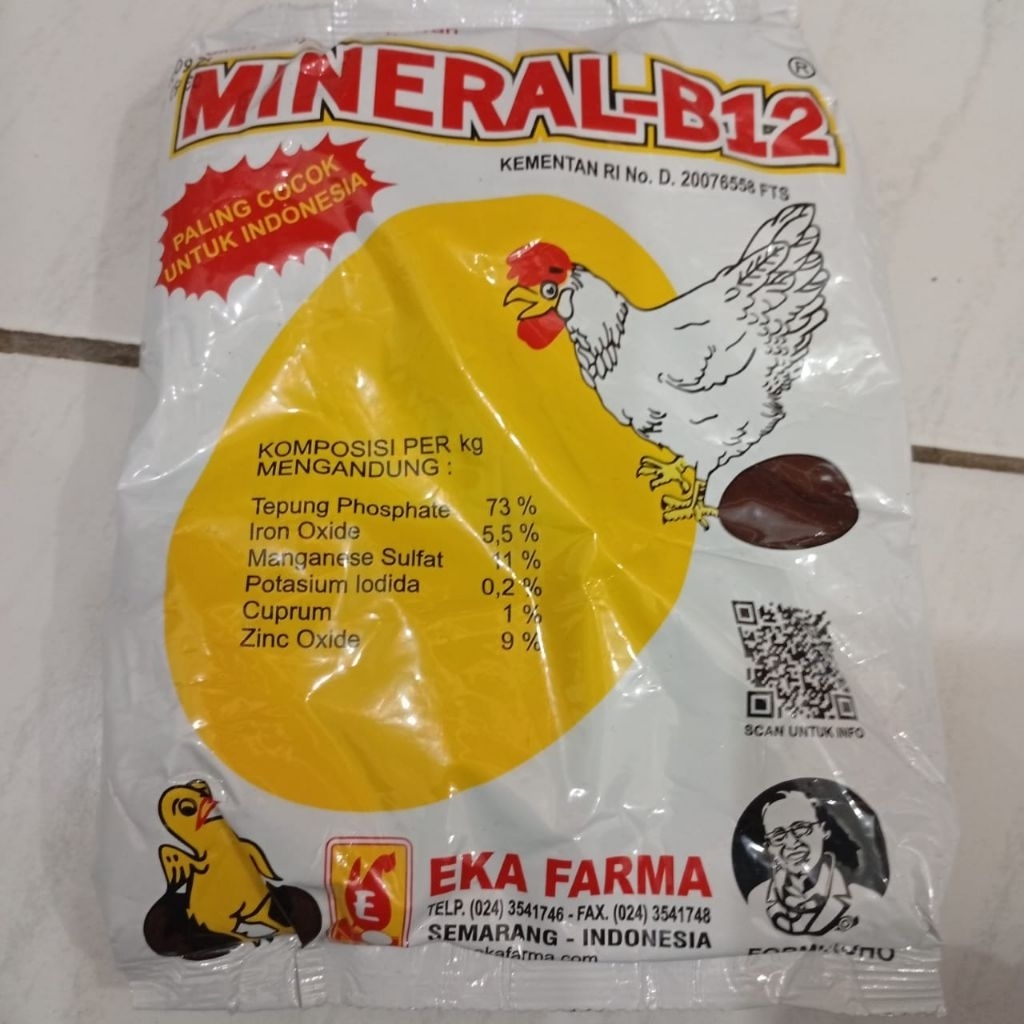 MINERAL-B12
®
KEMENTAN RI No. D. 20076558 FTS
PALING COCOK
UNTUK INDONESIA
KOMPOSISI PER kg
MENGANDUNG :
Tepung Phosphate 73 %
Iron Oxide 5,5 %
Manganese Sulfat 11 %
Potasium Iodida 0,2 %
Cuprum 1 %
Zinc Oxide 9 %
SCAN UNTUK INFO
EKA FARMA
TELP. (024) 3541746 - FAX. (024) 3541748
SEMARANG - INDONESIA